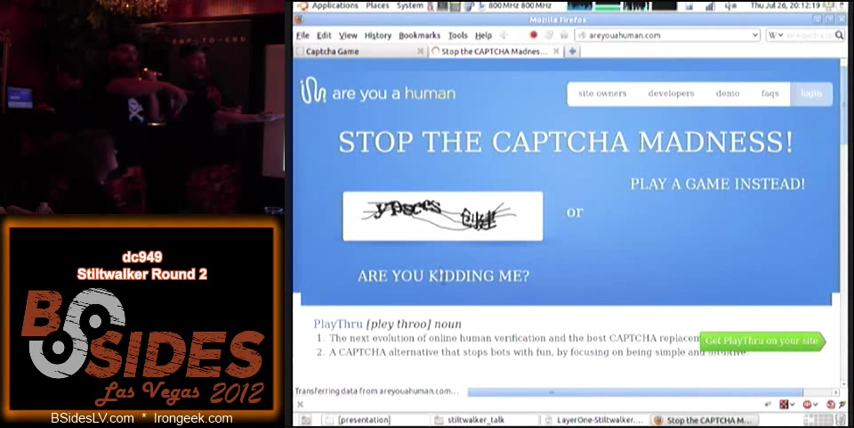 Applications Places System 800 MHz 800 MHz Thu Jul 26, 20:12:19
Mozilla Firefox
File Edit View History Bookmarks Tools Help areyouahuman.com
Captcha Game Stop the CAPTCHA Madnes...
are you a human site owners developers demo faqs login
STOP THE CAPTCHA MADNESS!
PLAY A GAME INSTEAD!
ypsces 创建 or
ARE YOU KIDDING ME?
PlayThru [pley throo] noun
1. The next evolution of online human verification and the best CAPTCHA replacem
Get PlayThru on your site
2. A CAPTCHA alternative that stops bots with fun, by focusing on being simple and intuitive.
Transferring data from areyouahuman.com...
[presentation] stiltwalker_talk LayerOne-Stiltwalker... Stop the CAPTCHA M...
dc949
Stiltwalker Round 2
BSIDES
Las Vegas 2012
BSidesLV.com * Irongeek.com